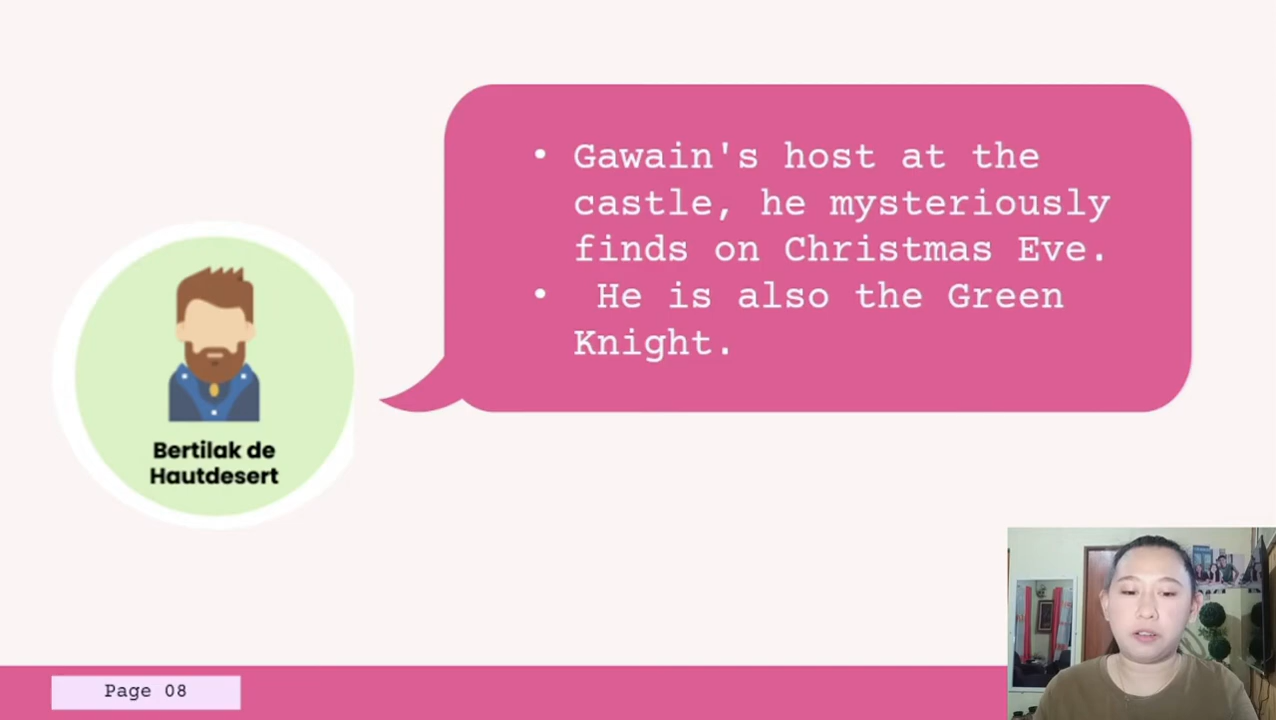 • Gawain's host at the
castle, he mysteriously
finds on Christmas Eve.
• He is also the Green
Knight.
Bertilak de
Hautdesert
Page 08